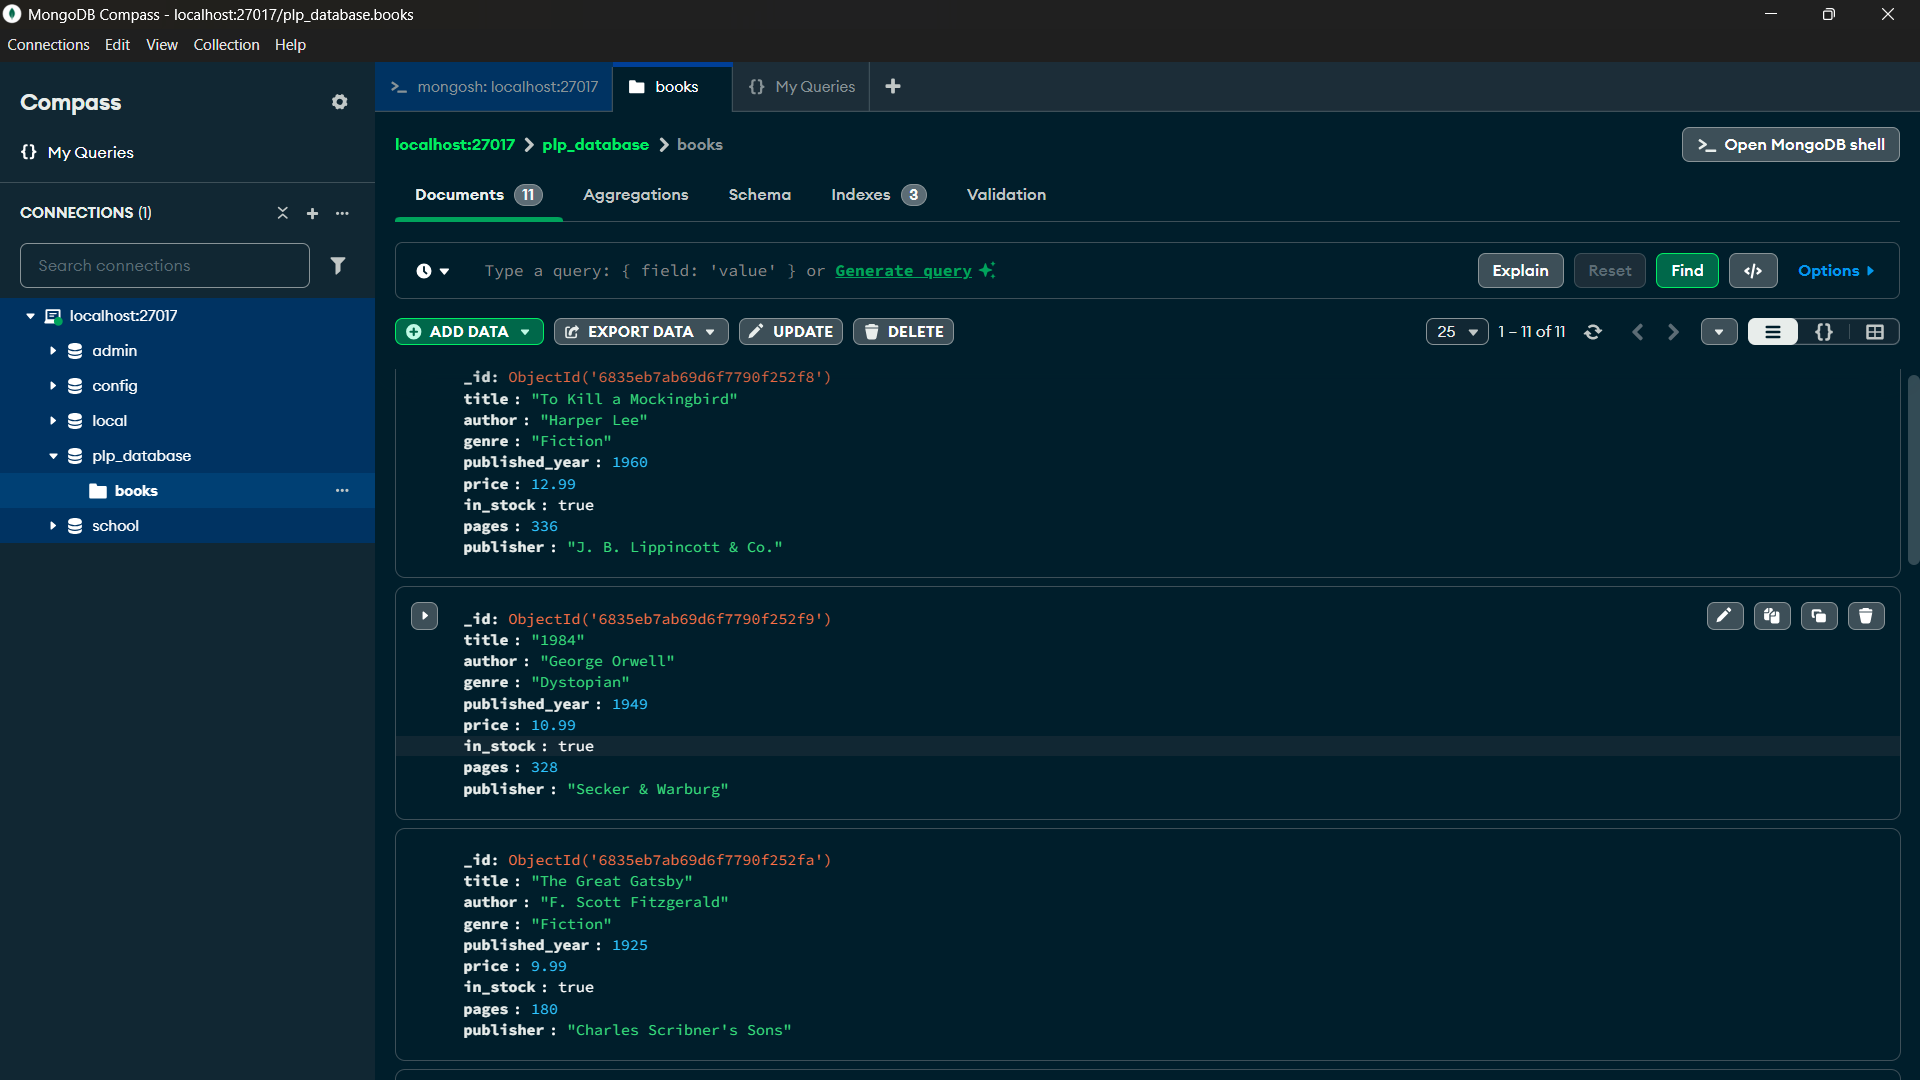 MongoDB Compass - localhost:27017/plp_database.books
Connections Edit View Collection Help
Compass
{} My Queries
CONNECTIONS (1)
Search connections
localhost:27017
admin
config
local
plp_database
books
school
>_ mongosh: localhost:27017
books
{} My Queries
localhost:27017 > plp_database > books
>_ Open MongoDB shell
Documents 11 Aggregations Schema Indexes 3 Validation
Type a query: { field: 'value' } or Generate query
Explain Reset Find </> Options
ADD DATA EXPORT DATA UPDATE DELETE
25 1 – 11 of 11 {}
_id: ObjectId('6835eb7ab69d6f7790f252f8')
title : "To Kill a Mockingbird"
author : "Harper Lee"
genre : "Fiction"
published_year : 1960
price : 12.99
in_stock : true
pages : 336
publisher : "J. B. Lippincott & Co."
_id: ObjectId('6835eb7ab69d6f7790f252f9')
title : "1984"
author : "George Orwell"
genre : "Dystopian"
published_year : 1949
price : 10.99
in_stock : true
pages : 328
publisher : "Secker & Warburg"
_id: ObjectId('6835eb7ab69d6f7790f252fa')
title : "The Great Gatsby"
author : "F. Scott Fitzgerald"
genre : "Fiction"
published_year : 1925
price : 9.99
in_stock : true
pages : 180
publisher : "Charles Scribner's Sons"